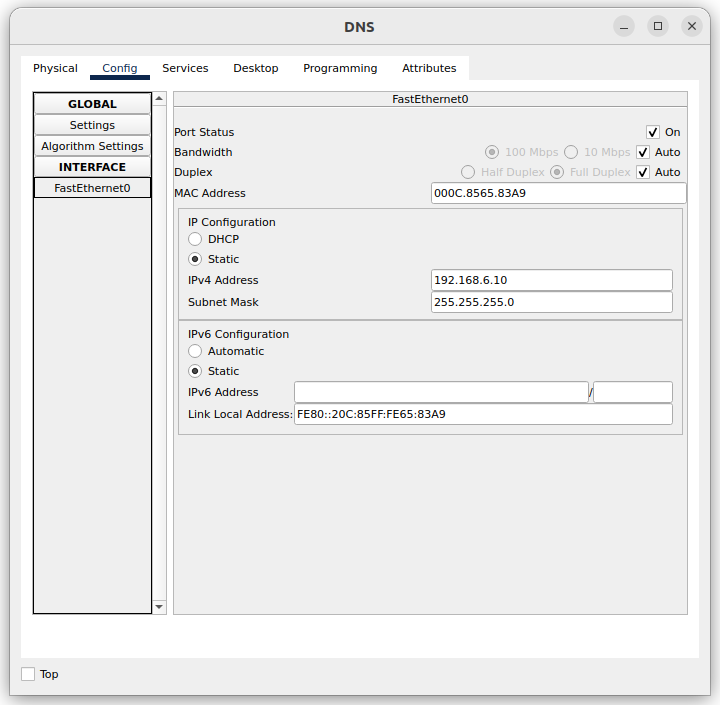 DNS
Physical Config Services Desktop Programming Attributes
GLOBAL
Settings
Algorithm Settings
INTERFACE
FastEthernet0
FastEthernet0
Port Status On
Bandwidth 100 Mbps 10 Mbps Auto
Duplex Half Duplex Full Duplex Auto
MAC Address 000C.8565.83A9
IP Configuration
DHCP
Static
IPv4 Address 192.168.6.10
Subnet Mask 255.255.255.0
IPv6 Configuration
Automatic
Static
IPv6 Address /
Link Local Address: FE80::20C:85FF:FE65:83A9
Top